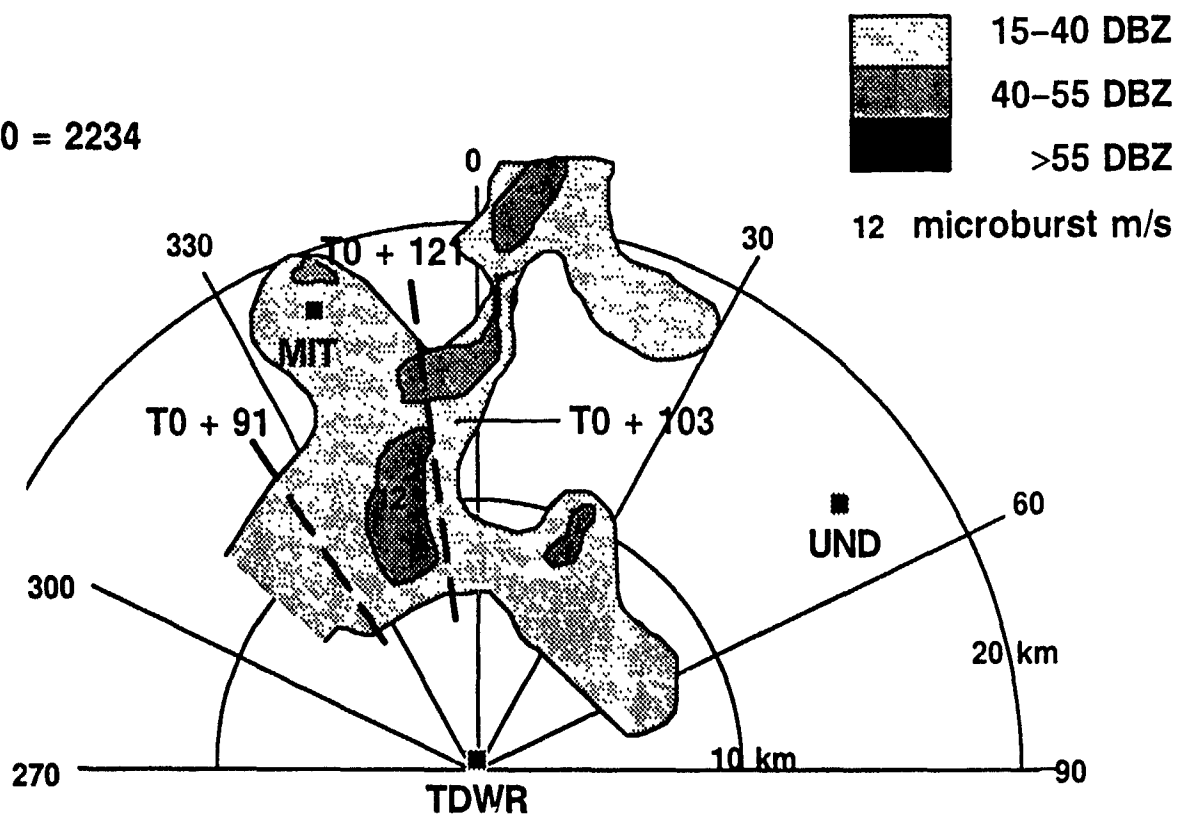 15–40 DBZ
40–55 DBZ
>55 DBZ
12 microburst m/s
0 = 2234
0
330
T0 + 121
30
MIT
T0 + 91
T0 + 103
60
UND
300
20 km
10 km
270
90
TDWR